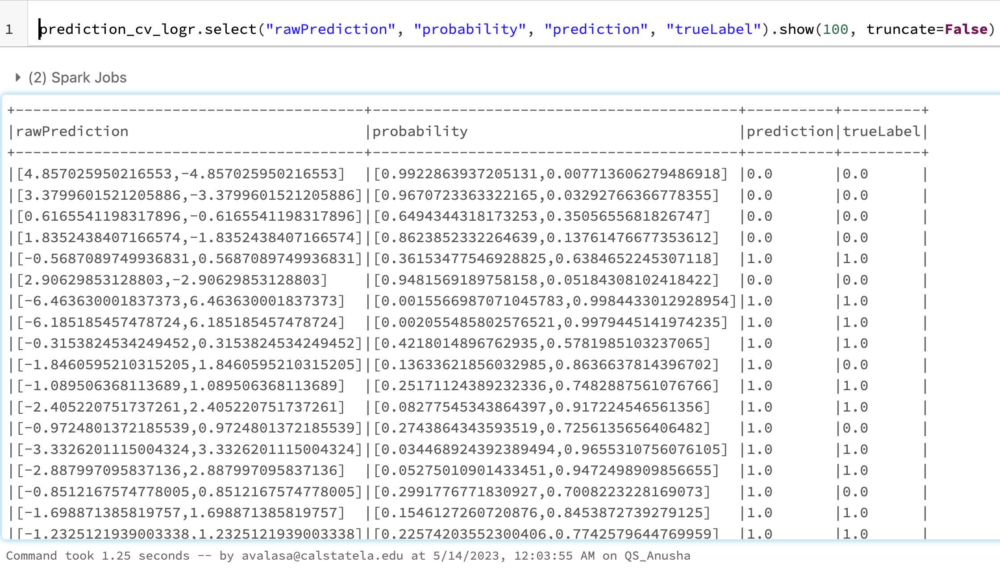 1 prediction_cv_logr.select("rawPrediction", "probability", "prediction", "trueLabel").show(100, truncate=False)
(2) Spark Jobs
+----------------------------------------+------------------------------------------+----------+---------+
|rawPrediction                           |probability                               |prediction|trueLabel|
+----------------------------------------+------------------------------------------+----------+---------+
|[4.857025950216553,-4.857025950216553]  |[0.9922863937205131,0.007713606279486918] |0.0       |0.0      |
|[3.3799601521205886,-3.3799601521205886]|[0.9670723363322165,0.03292766366778355]  |0.0       |0.0      |
|[0.6165541198317896,-0.6165541198317896]|[0.6494344318173253,0.3505655681826747]   |0.0       |0.0      |
|[1.8352438407166574,-1.8352438407166574]|[0.8623852332264639,0.13761476677353612]  |0.0       |0.0      |
|[-0.5687089749936831,0.5687089749936831]|[0.36153477546928825,0.6384652245307118]  |1.0       |1.0      |
|[2.90629853128803,-2.90629853128803]    |[0.9481569189758158,0.05184308102418422]  |0.0       |0.0      |
|[-6.463630001837373,6.463630001837373]  |[0.0015566987071045783,0.9984433012928954]|1.0       |1.0      |
|[-6.185185457478724,6.185185457478724]  |[0.002055485802576521,0.9979445141974235] |1.0       |1.0      |
|[-0.3153824534249452,0.3153824534249452]|[0.4218014896762935,0.5781985103237065]   |1.0       |1.0      |
|[-1.8460595210315205,1.8460595210315205]|[0.13633621856032985,0.8636637814396702]  |1.0       |0.0      |
|[-1.089506368113689,1.089506368113689]  |[0.25171124389232336,0.7482887561076766]  |1.0       |1.0      |
|[-2.405220751737261,2.405220751737261]  |[0.08277545343864397,0.917224546561356]   |1.0       |1.0      |
|[-0.9724801372185539,0.9724801372185539]|[0.2743864343593519,0.7256135656406482]   |1.0       |0.0      |
|[-3.3326201115004324,3.3326201115004324]|[0.034468924392389494,0.9655310756076105] |1.0       |1.0      |
|[-2.887997095837136,2.887997095837136]  |[0.05275010901433451,0.9472498909856655]  |1.0       |1.0      |
|[-0.8512167574778005,0.8512167574778005]|[0.2991776771830927,0.7008223228169073]   |1.0       |0.0      |
|[-1.698871385819757,1.698871385819757]  |[0.1546127260720876,0.8453872739279125]   |1.0       |1.0      |
|[-1.2325121939003338,1.2325121939003338]|[0.22574203552300406,0.7742579644769959]  |1.0       |1.0      |
Command took 1.25 seconds -- by avalasa@calstatela.edu at 5/14/2023, 12:03:55 AM on QS_Anusha